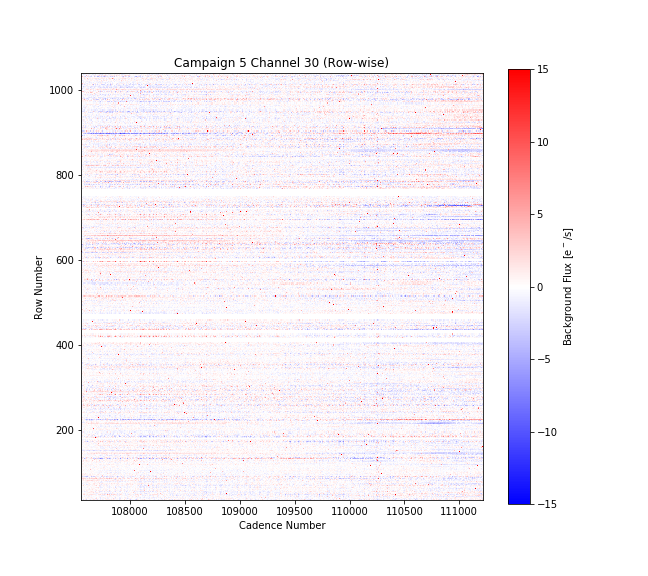 Campaign 5 Channel 30 (Row-wise)
1000
800
600
400
200
Row Number
108000 108500 109000 109500 110000 110500 111000
Cadence Number
15
10
5
0
−5
−10
−15
Background Flux [e⁻/s]